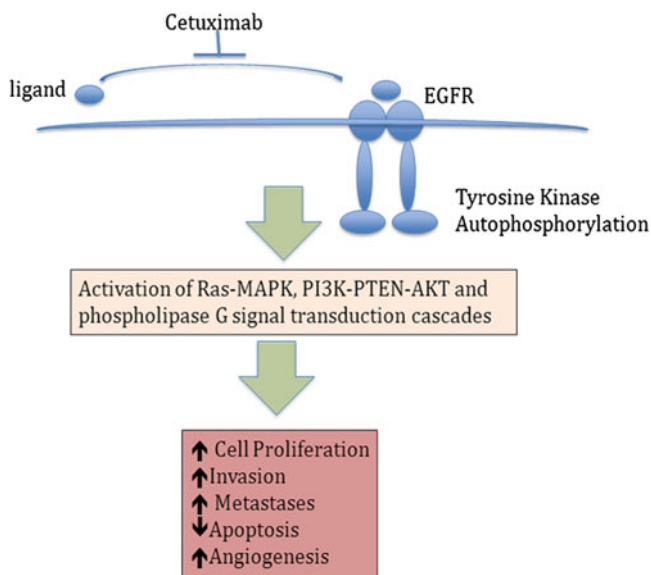 Cetuximab
ligand
EGFR
Tyrosine Kinase
Autophosphorylation
Activation of Ras-MAPK, PI3K-PTEN-AKT and
phospholipase G signal transduction cascades
↑ Cell Proliferation
↑Invasion
↑ Metastases
↓Apoptosis
↑Angiogenesis